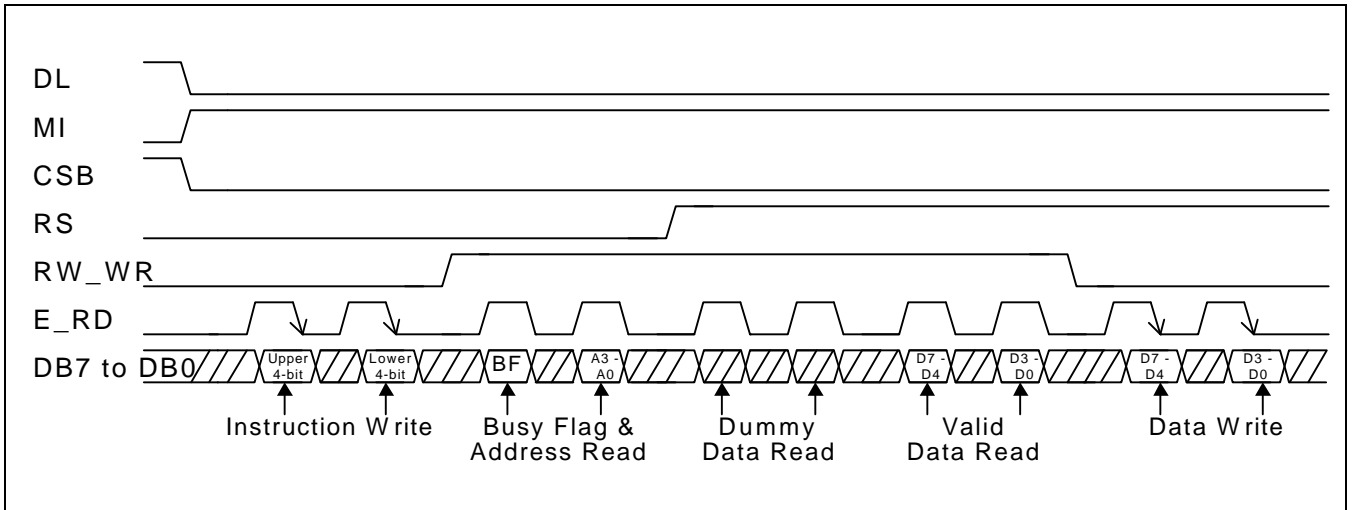 DL
MI
CSB
RS
RW_WR
E_RD
DB7 to DB0
Upper
4-bit
Lower
4-bit
BF
A3 -
A0
D7 -
D4
D3 -
D0
D7 -
D4
D3 -
D0
Instruction Write
Busy Flag &
Address Read
Dummy
Data Read
Valid
Data Read
Data Write